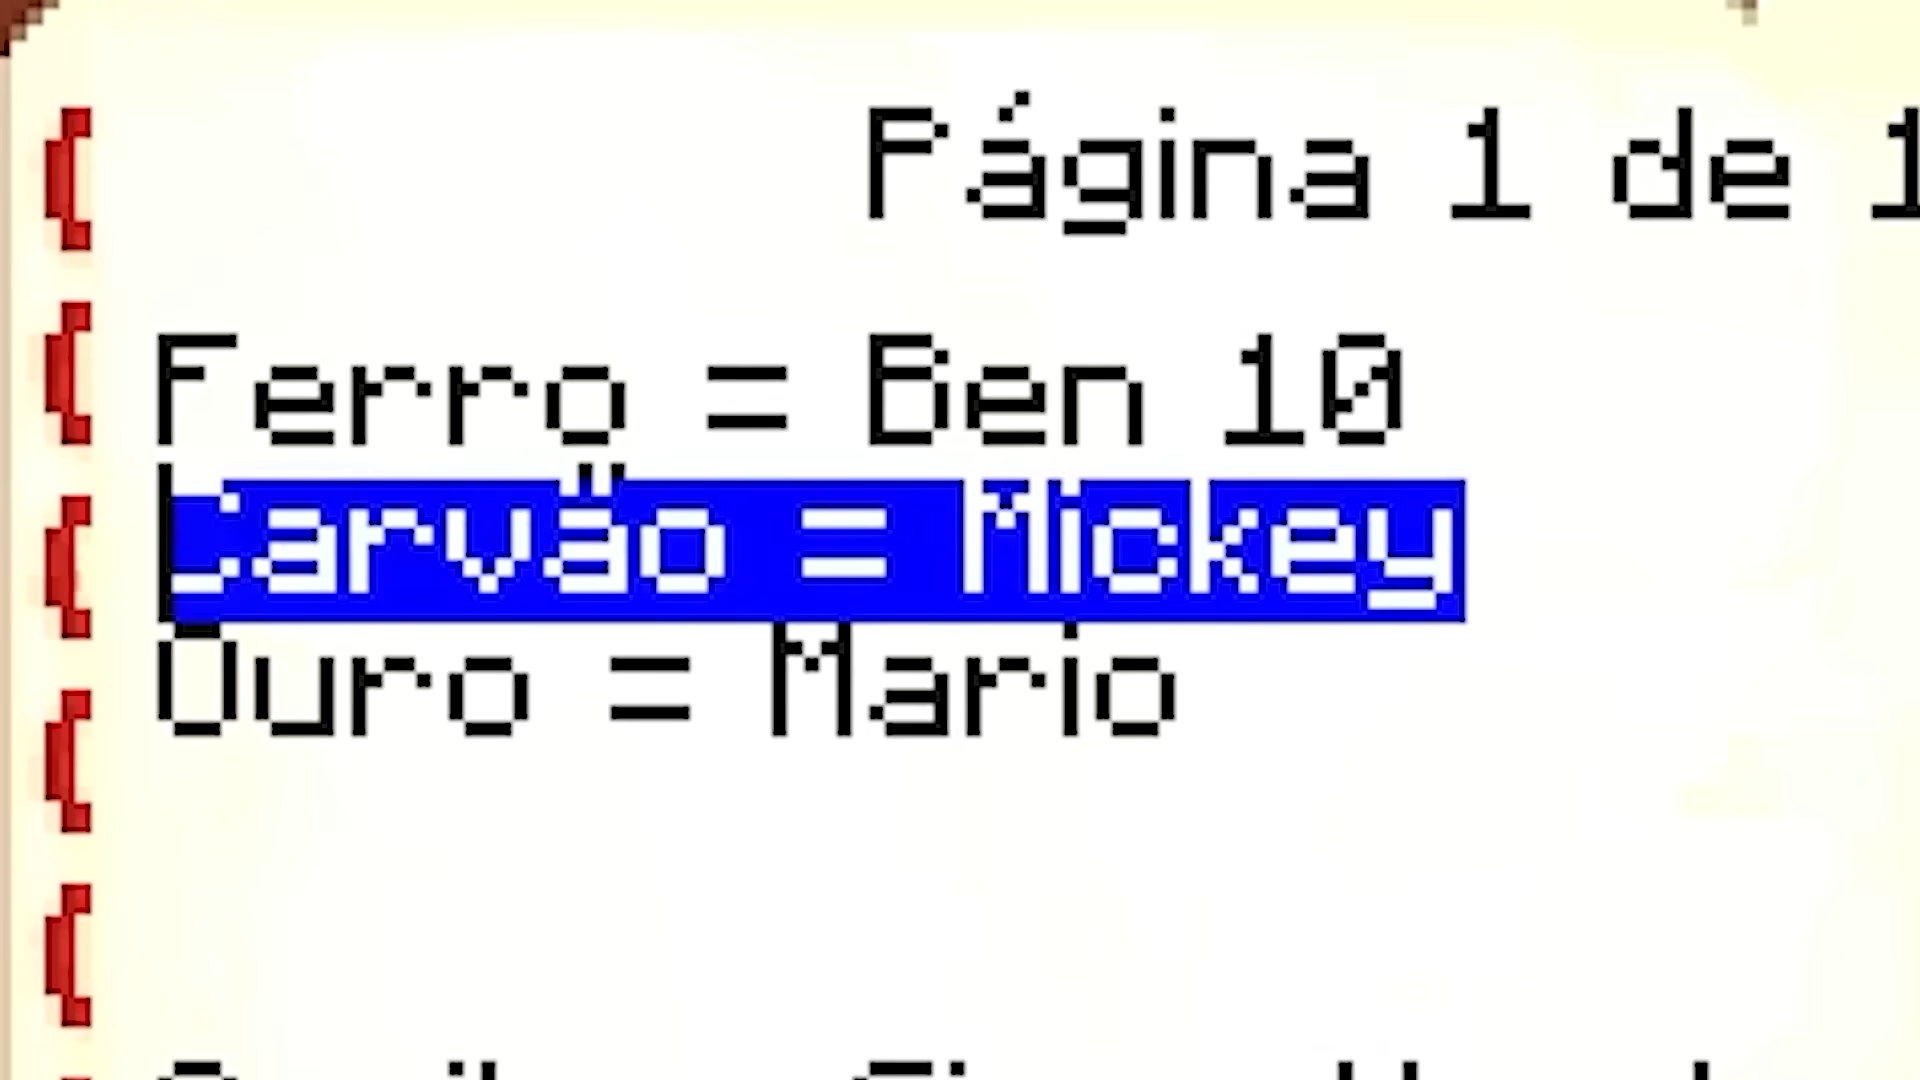 Página 1 de 1
Ferro = Ben 10
Carvão = Mickey
Ouro = Mario